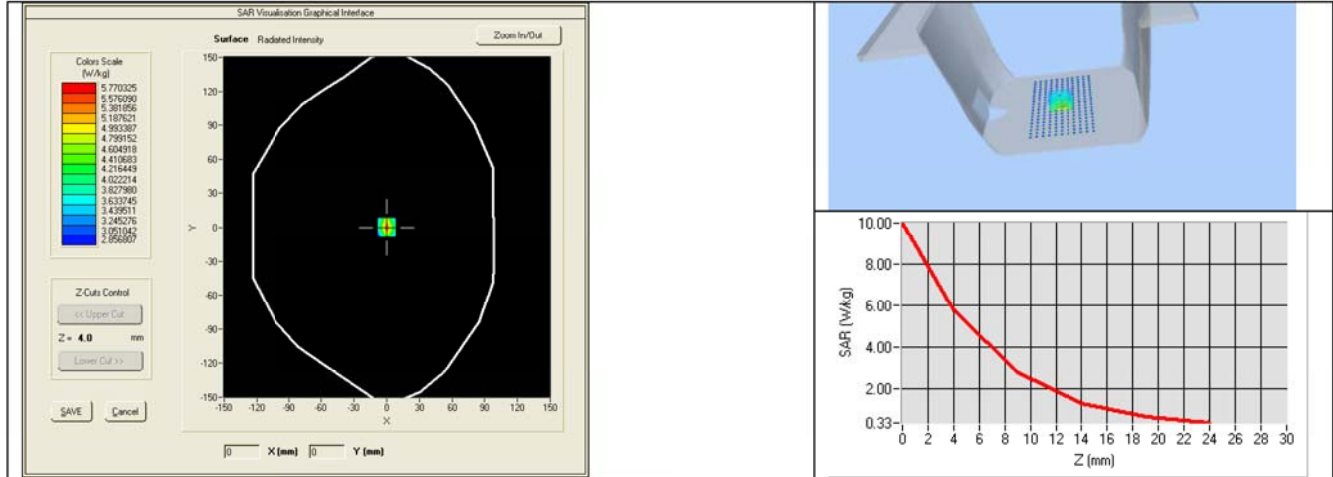 SAR Visualisation Graphical Interface
Surface Radiated Intensity
Zoom In/Out
Colors Scale
(W/kg)
5.770325
5.576090
5.381856
5.187621
4.993387
4.799152
4.604918
4.410683
4.216449
4.022214
3.827980
3.633745
3.439511
3.245276
3.051042
2.856807
Z-Cuts Control
<< Upper Cut
Z = 4.0 mm
Lower Cut >>
SAVE Cancel
150
120
90
60
30
0
-30
-60
-90
-120
-150
Y
-150 -120 -90 -60 -30 0 30 60 90 120 150
X
0 X (mm) 0 Y (mm)
10.00
8.00
6.00
4.00
2.00
0.33
SAR (W/kg)
0 2 4 6 8 10 12 14 16 18 20 22 24 26 28 30
Z (mm)